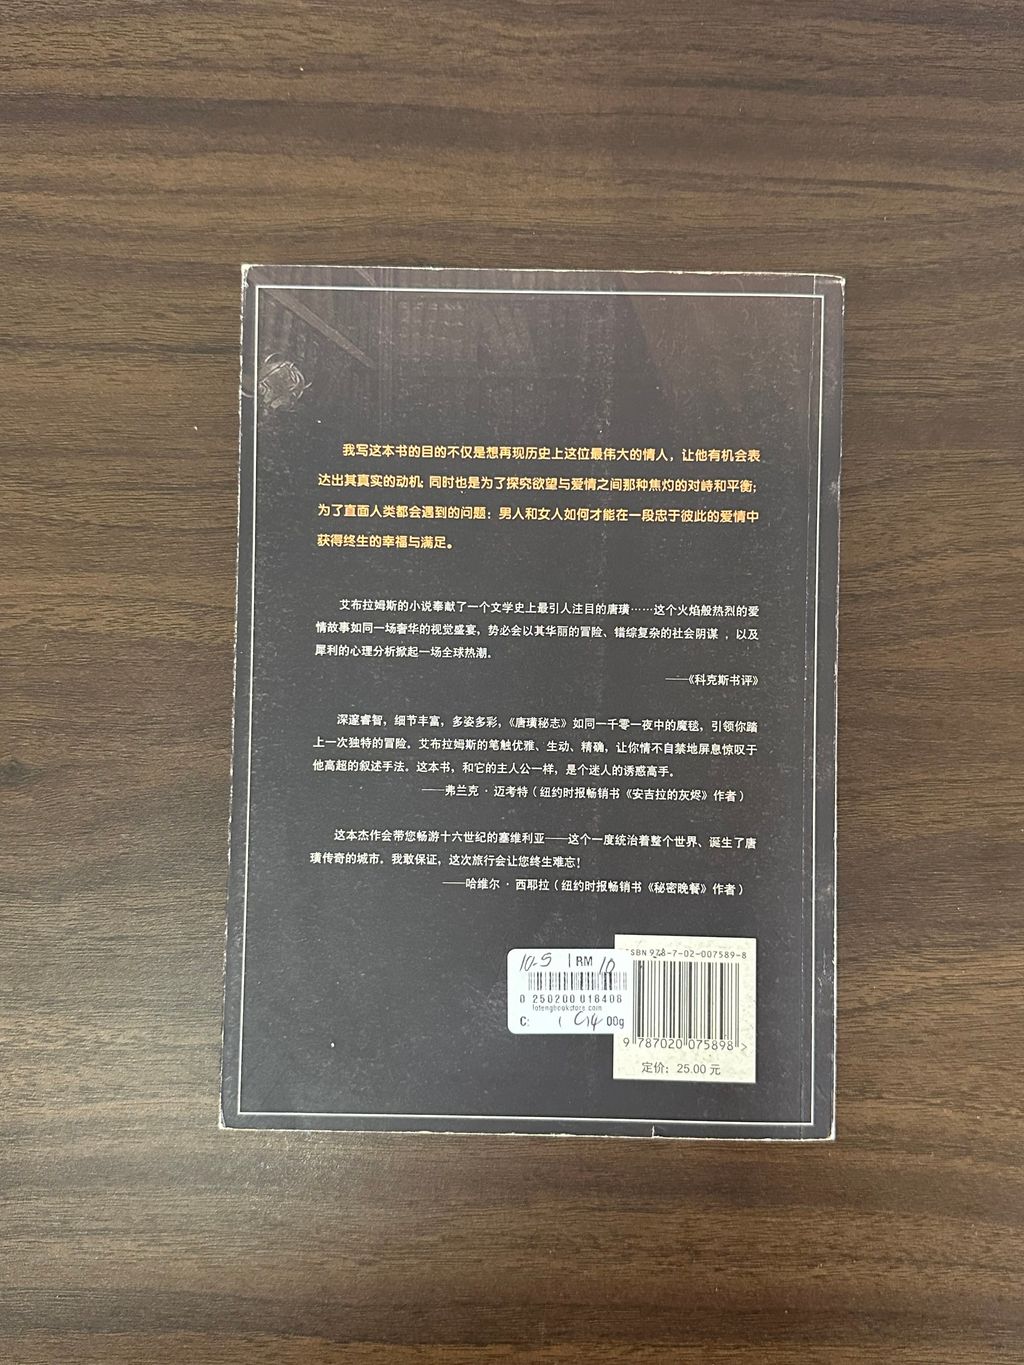 我写这本书的目的不仅是想再现历史上这位最伟大的情人，让他有机会表
达出其真实的动机；同时也是为了探究欲望与爱情之间那种焦灼的对峙和平衡；
为了直面人类都会遇到的问题：男人和女人如何才能在一段忠于彼此的爱情中
获得终生的幸福与满足。
艾布拉姆斯的小说奉献了一个文学史上最引人注目的唐璜……这个火焰般热烈的爱
情故事如同一场奢华的视觉盛宴，势必会以其华丽的冒险、错综复杂的社会阴谋，以及
犀利的心理分析掀起一场全球热潮。
——《科克斯书评》
深邃睿智，细节丰富，多姿多彩，《唐璜秘志》如同一千零一夜中的魔毯，引领你踏
上一次独特的冒险。艾布拉姆斯的笔触优雅、生动、精确，让你情不自禁地屏息惊叹于
他高超的叙述手法。这本书，和它的主人公一样，是个迷人的诱惑高手。
——弗兰克·迈考特（纽约时报畅销书《安吉拉的灰烬》作者）
这本杰作会带您畅游十六世纪的塞维利亚——这个一度统治着整个世界、诞生了唐
璜传奇的城市。我敢保证，这次旅行会让您终生难忘！
——哈维尔·西耶拉（纽约时报畅销书《秘密晚餐》作者）
ISBN 978-7-02-007589-8
10-5 RM 10
0 250200 018408
C: 00g
9 787020 075898 >
定价：25.00 元